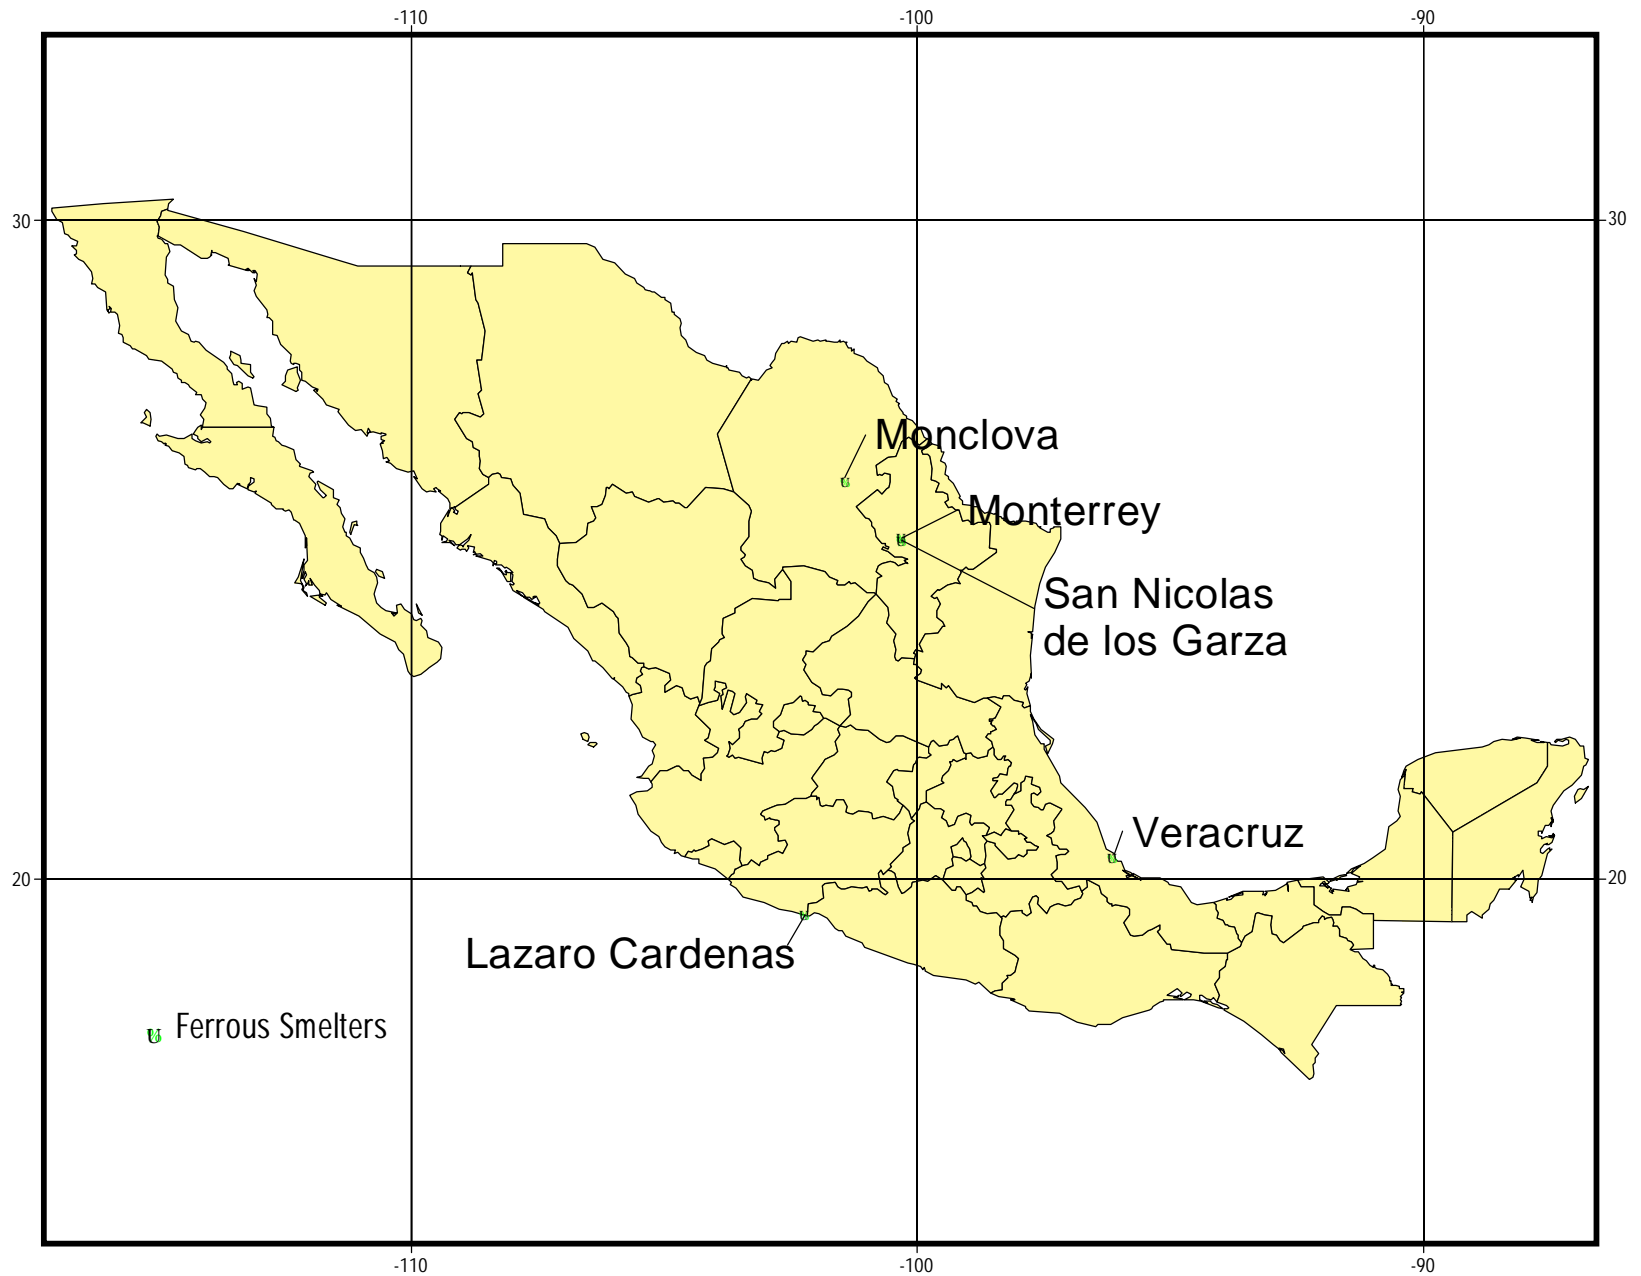 -110 -100 -90
30 30
Monclova
Monterrey
San Nicolas
de los Garza
Veracruz
20 20
Lazaro Cardenas
U Ferrous Smelters
-110 -100 -90